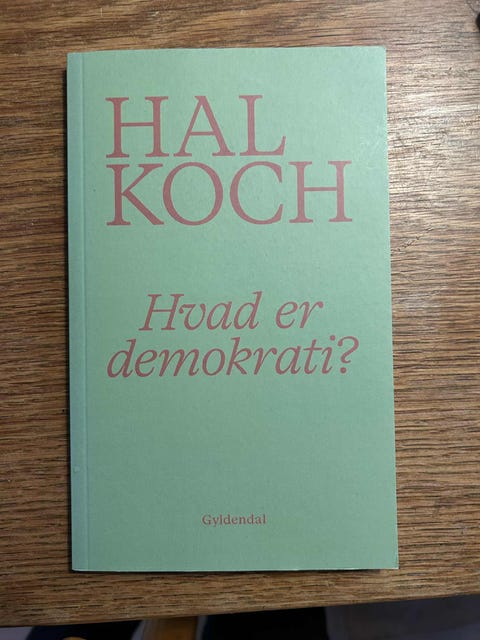 HAL
KOCH
Hvad er
demokrati?
Gyldendal